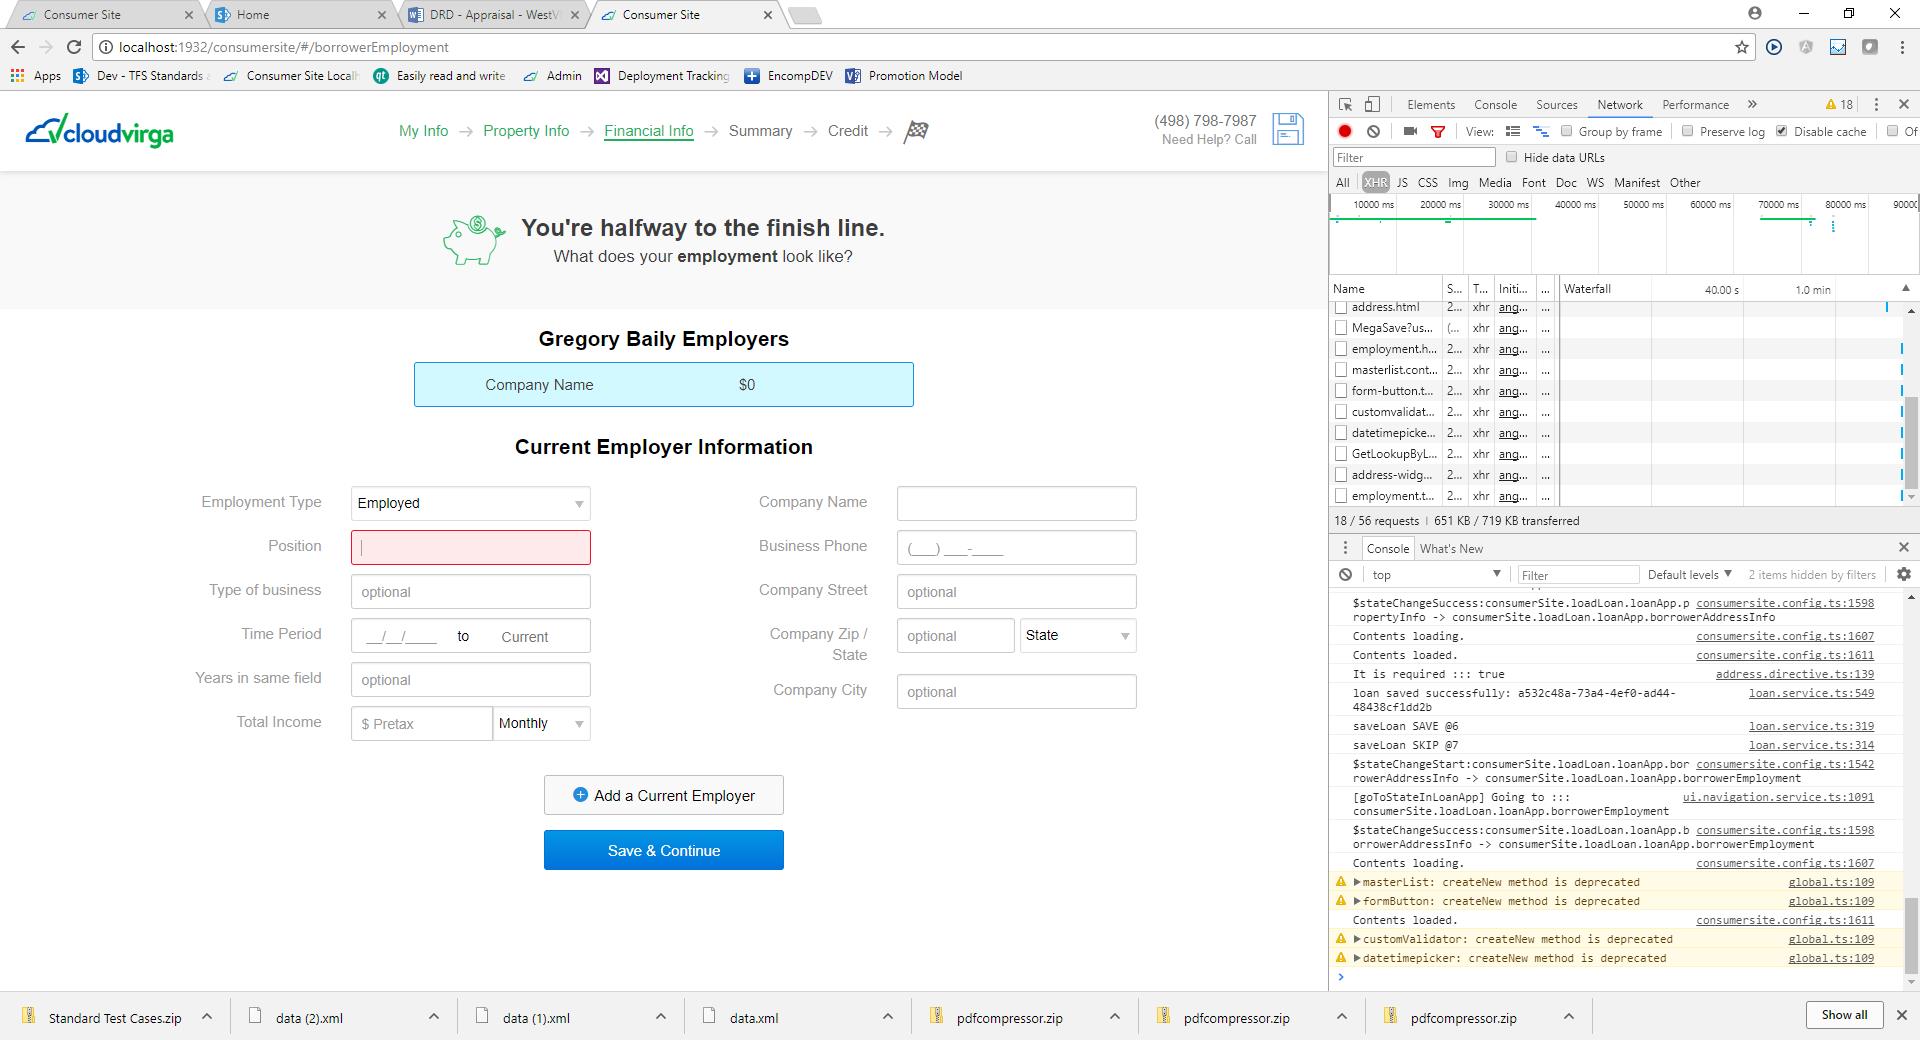 Consumer Site
Home
DRD - Appraisal - WestV
Consumer Site
localhost:1932/consumersite/#/borrowerEmployment
Apps
Dev - TFS Standards
Consumer Site Local
Easily read and write
Admin
Deployment Tracking
EncompDEV
Promotion Model
cloudvirga
My Info
Property Info
Financial Info
Summary
Credit
(498) 798-7987
Need Help? Call
You're halfway to the finish line.
What does your employment look like?
Gregory Baily Employers
Company Name $0
Current Employer Information
Employment Type Employed
Position
Type of business optional
Time Period __/__/____ to Current
Years in same field optional
Total Income $ Pretax Monthly
Company Name
Business Phone (___) ___-____
Company Street optional
Company Zip / State optional State
Company City optional
Add a Current Employer
Save & Continue
Elements Console Sources Network Performance » 18
View: Group by frame Preserve log Disable cache Of
Filter Hide data URLs
All XHR JS CSS Img Media Font Doc WS Manifest Other
10000 ms 20000 ms 30000 ms 40000 ms 50000 ms 60000 ms 70000 ms 80000 ms 90000
Name S... T... Initi... ... Waterfall 40.00 s 1.0 min
address.html 2... xhr ang... ...
MegaSave?us... (... xhr ang... ...
employment.h... 2... xhr ang... ...
masterlist.cont... 2... xhr ang... ...
form-button.t... 2... xhr ang... ...
customvalidat... 2... xhr ang... ...
datetimepicke... 2... xhr ang... ...
GetLookupByL... 2... xhr ang... ...
address-widg... 2... xhr ang... ...
employment.t... 2... xhr ang... ...
18 / 56 requests | 651 KB / 719 KB transferred
Console What's New
top Filter Default levels 2 items hidden by filters
$stateChangeSuccess:consumerSite.loadLoan.loanApp.p consumersite.config.ts:1598
ropertyInfo -> consumerSite.loadLoan.loanApp.borrowerAddressInfo
Contents loading. consumersite.config.ts:1607
Contents loaded. consumersite.config.ts:1611
It is required ::: true address.directive.ts:139
loan saved successfully: a532c48a-73a4-4ef0-ad44- loan.service.ts:549
48438cf1dd2b
saveLoan SAVE @6 loan.service.ts:319
saveLoan SKIP @7 loan.service.ts:314
$stateChangeStart:consumerSite.loadLoan.loanApp.bor consumersite.config.ts:1542
rowerAddressInfo -> consumerSite.loadLoan.loanApp.borrowerEmployment
[goToStateInLoanApp] Going to ::: ui.navigation.service.ts:1091
consumerSite.loadLoan.loanApp.borrowerEmployment
$stateChangeSuccess:consumerSite.loadLoan.loanApp.b consumersite.config.ts:1598
orrowerAddressInfo -> consumerSite.loadLoan.loanApp.borrowerEmployment
Contents loading. consumersite.config.ts:1607
masterList: createNew method is deprecated global.ts:109
formButton: createNew method is deprecated global.ts:109
Contents loaded. consumersite.config.ts:1611
customValidator: createNew method is deprecated global.ts:109
datetimepicker: createNew method is deprecated global.ts:109
Standard Test Cases.zip
data (2).xml
data (1).xml
data.xml
pdfcompressor.zip
pdfcompressor.zip
pdfcompressor.zip
Show all